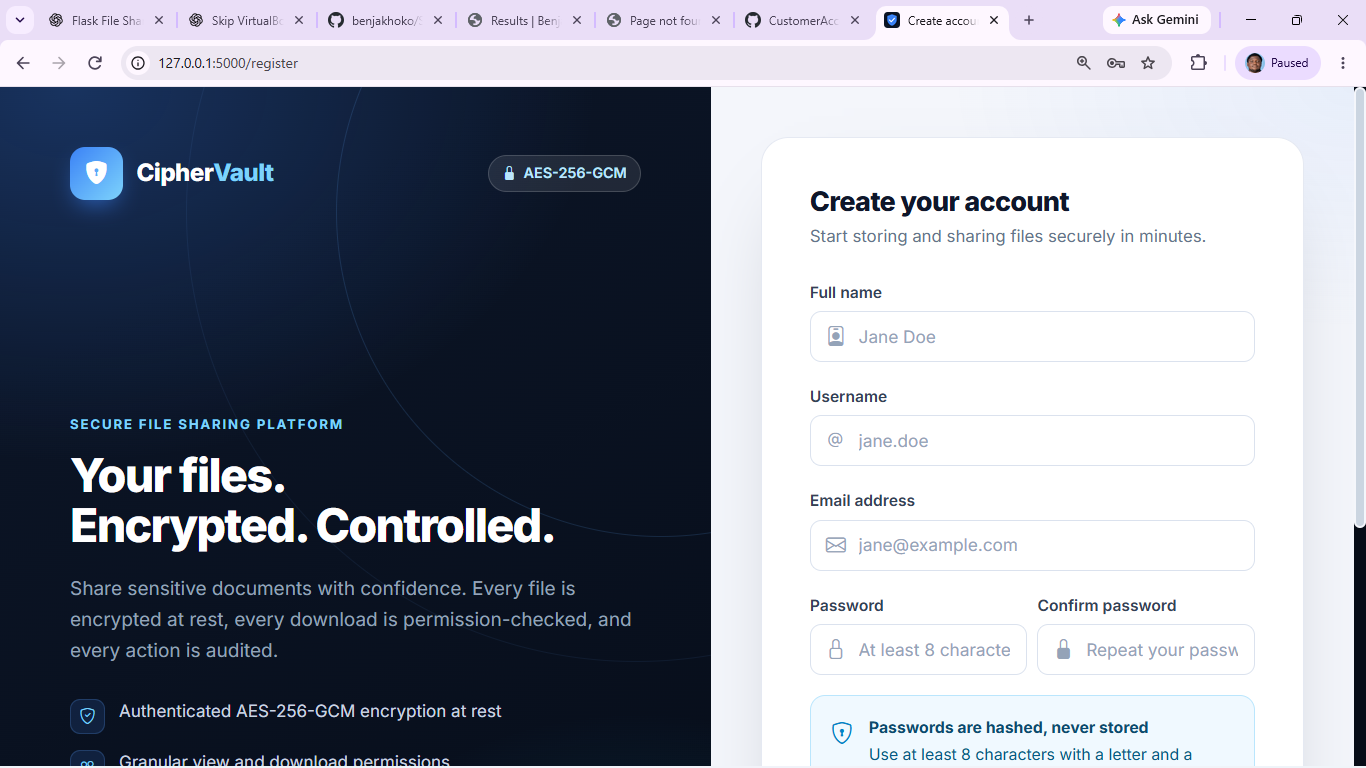 Flask File Sha
Skip VirtualBo
benjakhoko/S
Results | Benj
Page not fou
CustomerAcc
Create accou
Ask Gemini
127.0.0.1:5000/register
Paused
CipherVault
AES-256-GCM
SECURE FILE SHARING PLATFORM
Your files.
Encrypted. Controlled.
Share sensitive documents with confidence. Every file is
encrypted at rest, every download is permission-checked, and
every action is audited.
Authenticated AES-256-GCM encryption at rest
Granular view and download permissions
Create your account
Start storing and sharing files securely in minutes.
Full name
Jane Doe
Username
@ jane.doe
Email address
jane@example.com
Password
Confirm password
At least 8 characte
Repeat your passw
Passwords are hashed, never stored
Use at least 8 characters with a letter and a